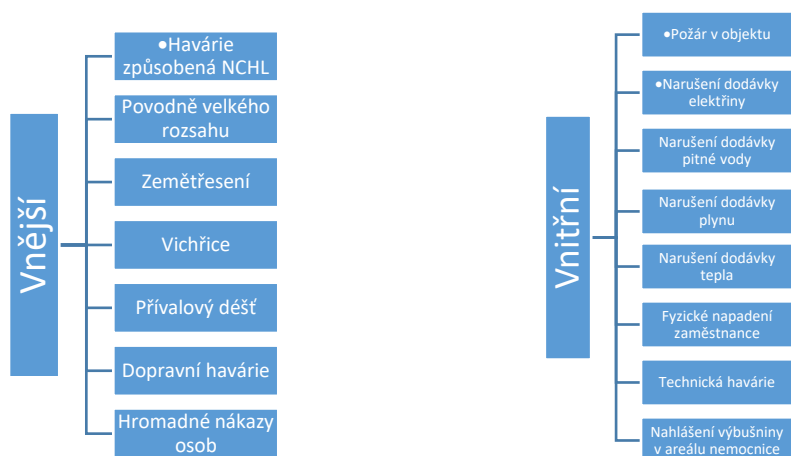 Vnější
•Havárie
způsobená NCHL
Povodně velkého
rozsahu
Zemětřesení
Vichřice
Přívalový déšť
Dopravní havárie
Hromadné nákazy
osob
Vnitřní
•Požár v objektu
•Narušení dodávky
elektřiny
Narušení dodávky
pitné vody
Narušení dodávky
plynu
Narušení dodávky
tepla
Fyzické napadení
zaměstnance
Technická havárie
Nahlášení výbušniny
v areálu nemocnice